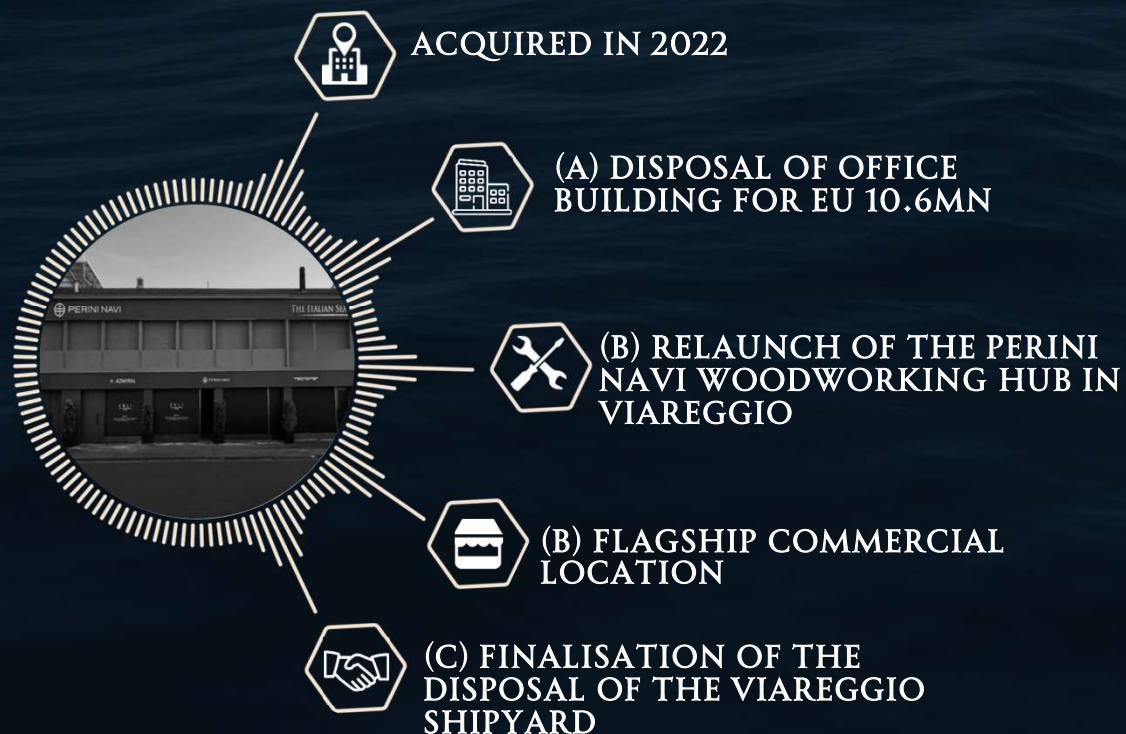 ACQUIRED IN 2022
(A) DISPOSAL OF OFFICE
BUILDING FOR EU 10.6MN
PERINI NAVI
THE ITALIAN SEA
ADMIRAL
(B) RELAUNCH OF THE PERINI
NAVI WOODWORKING HUB IN
VIAREGGIO
(B) FLAGSHIP COMMERCIAL
LOCATION
(C) FINALISATION OF THE
DISPOSAL OF THE VIAREGGIO
SHIPYARD